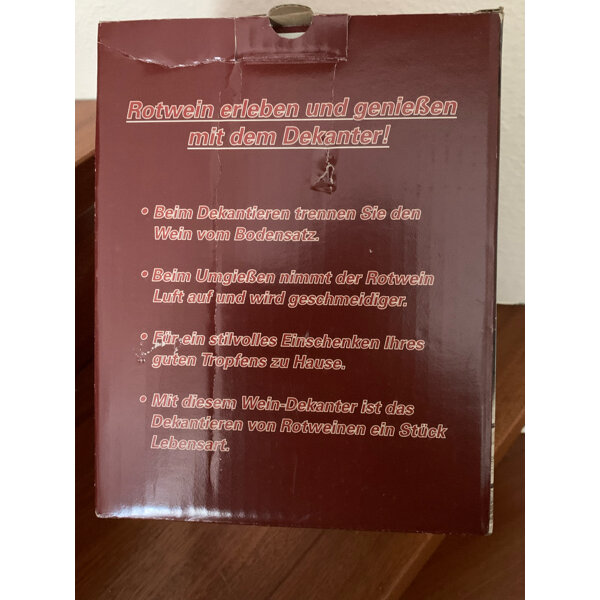 Rotwein erleben und genießen
mit dem Dekanter!
• Beim Dekantieren trennen Sie den
Wein vom Bodensatz.
• Beim Umgießen nimmt der Rotwein
Luft auf und wird geschmeidiger.
• Für ein stilvolles Einschenken Ihres
guten Tropfens zu Hause.
• Mit diesem Wein-Dekanter ist das
Dekantieren von Rotweinen ein Stück
Lebensart.